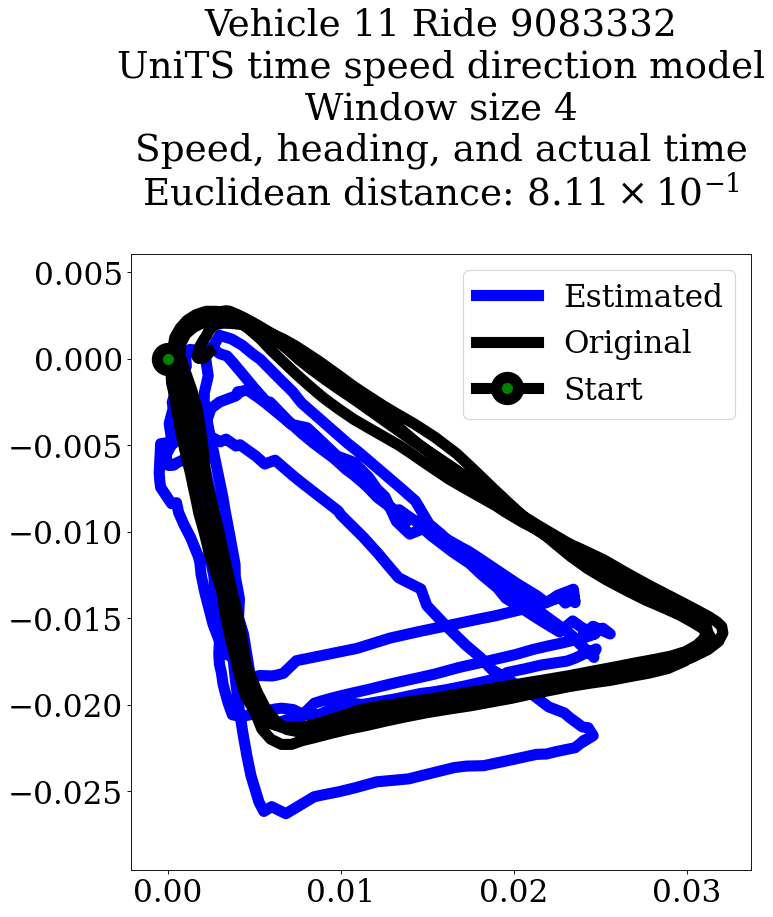 Vehicle 11 Ride 9083332
UniTS time speed direction model
Window size 4
Speed, heading, and actual time
Euclidean distance: 8.11 × 10⁻¹
0.005
0.000
−0.005
−0.010
−0.015
−0.020
−0.025
Estimated
Original
Start
0.00 0.01 0.02 0.03